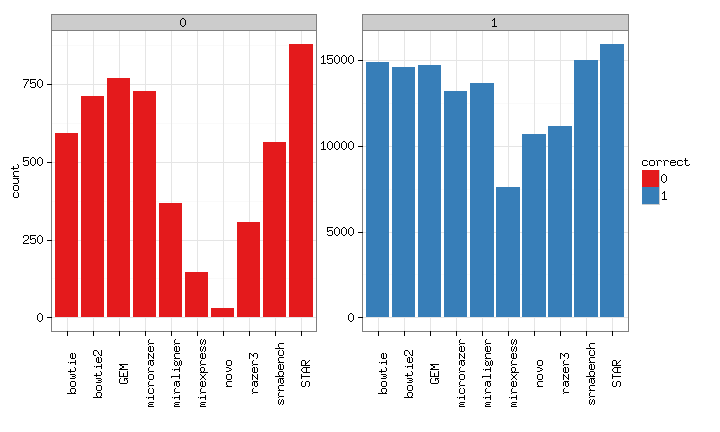 0
1
count
750
500
250
0
15000
10000
5000
0
bowtie
bowtie2
GEM
microrazer
miraligner
mirexpress
novo
razer3
srnabench
STAR
bowtie
bowtie2
GEM
microrazer
miraligner
mirexpress
novo
razer3
srnabench
STAR
correct
0
1